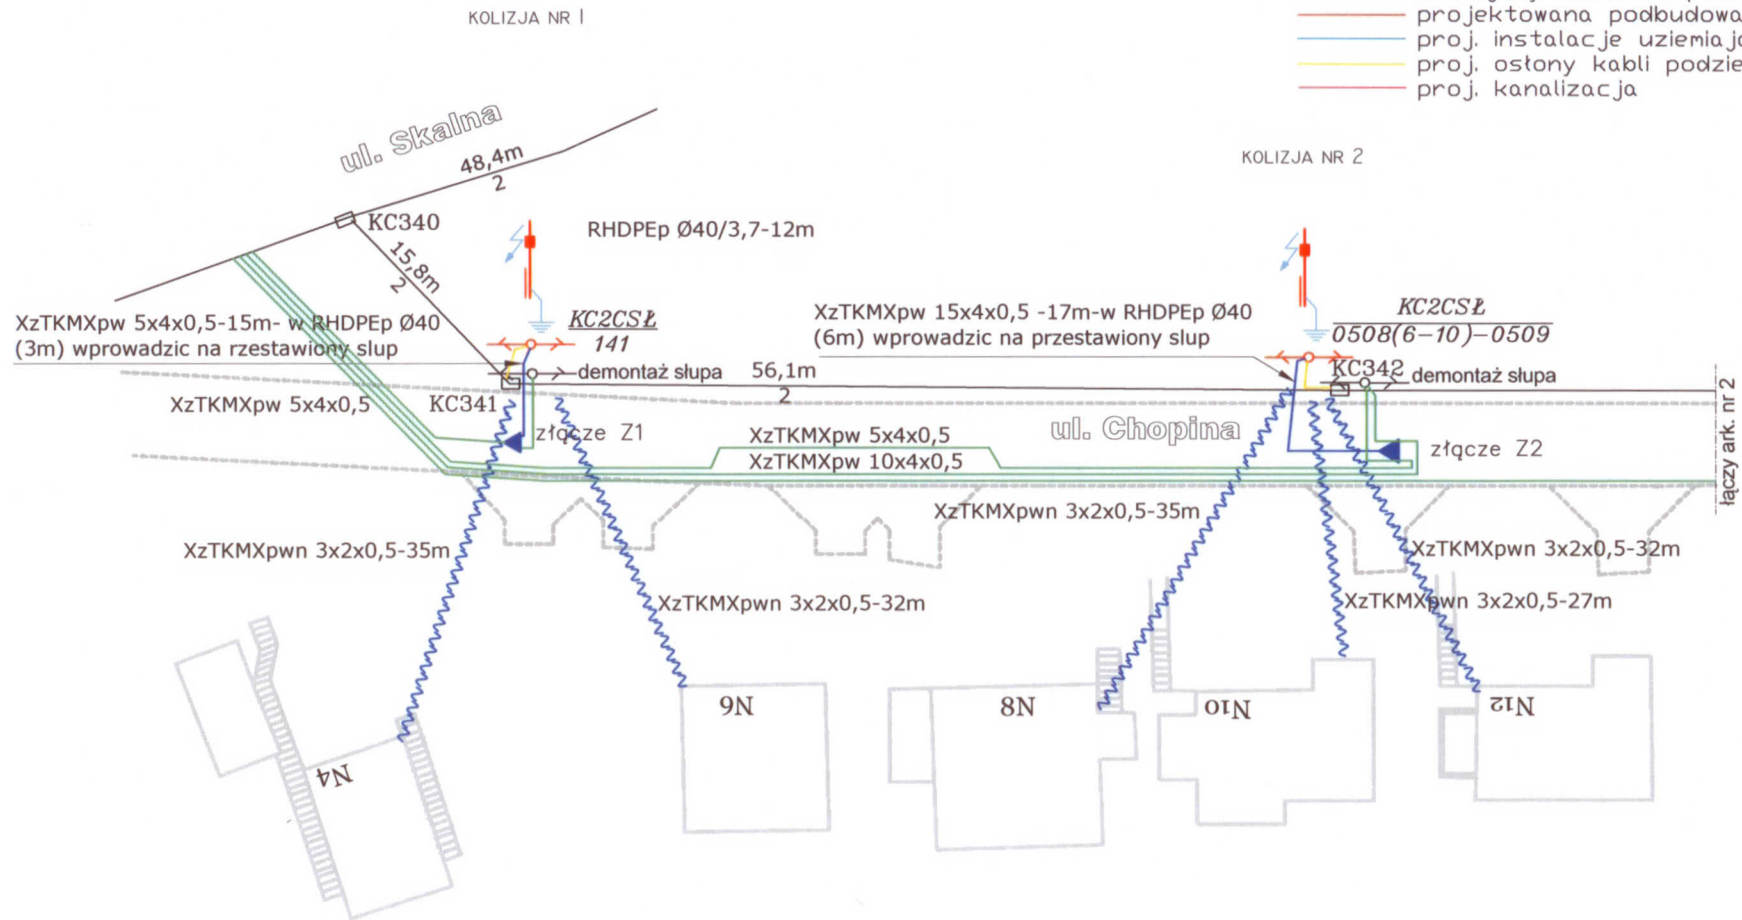 KOLIZJA NR 1
projektowana podbudowa
proj. instalacje uziemiają
proj. osłony kabli podzie
proj. kanalizacja
ul. Skalna
48,4m
2
KOLIZJA NR 2
KC340
15,8m
2
RHDPEp Ø40/3,7-12m
XzTKMXpw 5x4x0,5-15m- w RHDPEp Ø40
(3m) wprowadzic na rzestawiony slup
KC2CSŁ
141
XzTKMXpw 15x4x0,5 -17m-w RHDPEp Ø40
(6m) wprowadzic na przestawiony slup
KC2CSŁ
0508(6-10)-0509
demontaż słupa
56,1m
2
KC342
demontaż słupa
XzTKMXpw 5x4x0,5
KC341
złącze Z1
XzTKMXpw 5x4x0,5
XzTKMXpw 10x4x0,5
ul. Chopina
złącze Z2
łączy ark. nr 2
XzTKMXpwn 3x2x0,5-35m
XzTKMXpwn 3x2x0,5-35m
XzTKMXpwn 3x2x0,5-32m
XzTKMXpwn 3x2x0,5-32m
XzTKMXpwn 3x2x0,5-27m
N4
N6
N8
N10
N12